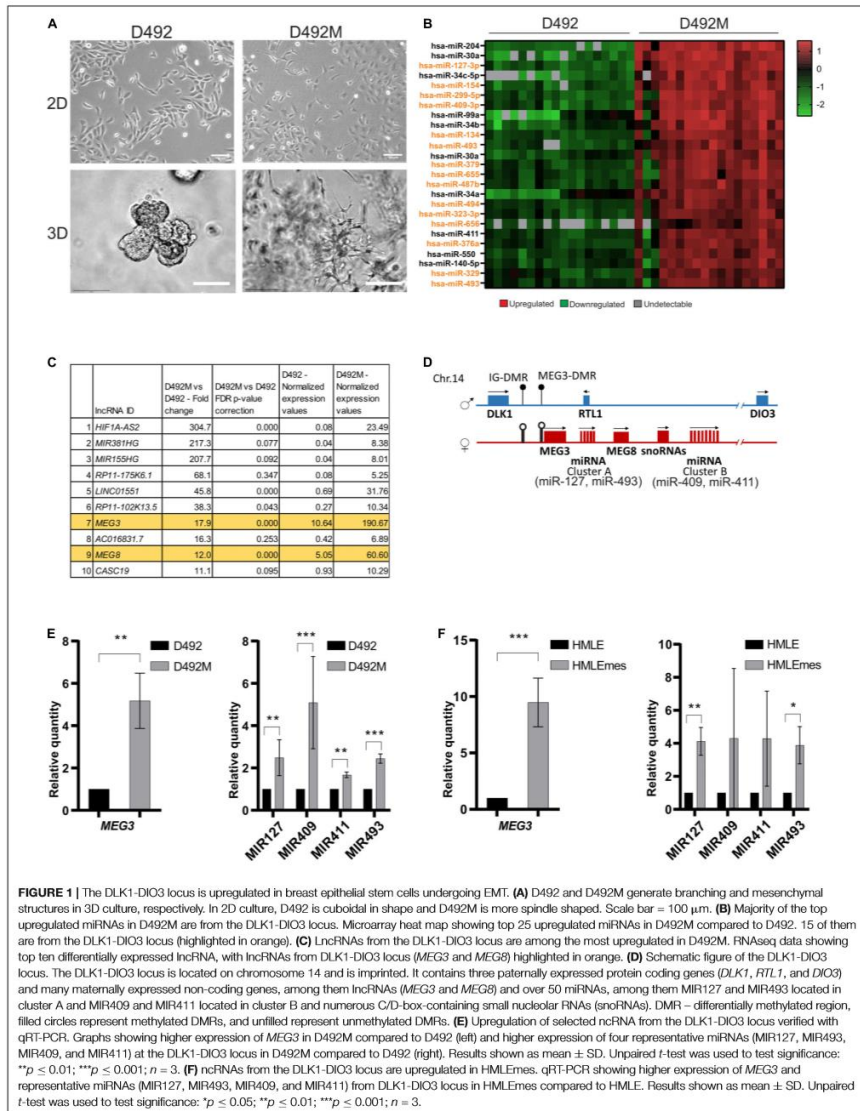 A
D492
D492M
2D
3D
B
D492
D492M
hsa-miR-204
hsa-miR-30a
hsa-miR-127-3p
hsa-miR-34c-5p
hsa-miR-154
hsa-miR-299-5p
hsa-miR-409-3p
hsa-miR-99a
hsa-miR-34b
hsa-miR-134
hsa-miR-493
hsa-miR-30a
hsa-miR-379
hsa-miR-655
hsa-miR-487b
hsa-miR-34a
hsa-miR-494
hsa-miR-323-3p
hsa-miR-656
hsa-miR-411
hsa-miR-376a
hsa-miR-550
hsa-miR-140-5p
hsa-miR-329
hsa-miR-493
1
0
-1
-2
Upregulated Downregulated Undetectable
C
lncRNA ID | D492M vs D492 - Fold change | D492M vs D492 FDR p-value correction | D492 - Normalized expression values | D492M - Normalized expression values
1 HIF1A-AS2 304.7 0.000 0.08 23.49
2 MIR381HG 217.3 0.077 0.04 8.38
3 MIR155HG 207.7 0.092 0.04 8.01
4 RP11-175K6.1 68.1 0.347 0.08 5.25
5 LINC01551 45.8 0.000 0.69 31.76
6 RP11-102K13.5 38.3 0.043 0.27 10.34
7 MEG3 17.9 0.000 10.64 190.67
8 AC016831.7 16.3 0.253 0.42 6.89
9 MEG8 12.0 0.000 5.05 60.60
10 CASC19 11.1 0.095 0.93 10.29
D
Chr.14
IG-DMR
MEG3-DMR
♂
DLK1
RTL1
DIO3
♀
MEG3
miRNA
Cluster A
(miR-127, miR-493)
MEG8
snoRNAs
miRNA
Cluster B
(miR-409, miR-411)
E
Relative quantity
8
6
4
2
0
**
D492
D492M
MEG3
Relative quantity
8
6
4
2
0
**
***
**
***
D492
D492M
MIR127
MIR409
MIR411
MIR493
F
Relative quantity
15
10
5
0
***
HMLE
HMLEmes
MEG3
Relative quantity
10
8
6
4
2
0
**
*
HMLE
HMLEmes
MIR127
MIR409
MIR411
MIR493
FIGURE 1 | The DLK1-DIO3 locus is upregulated in breast epithelial stem cells undergoing EMT. (A) D492 and D492M generate branching and mesenchymal
structures in 3D culture, respectively. In 2D culture, D492 is cuboidal in shape and D492M is more spindle shaped. Scale bar = 100 μm. (B) Majority of the top
upregulated miRNAs in D492M are from the DLK1-DIO3 locus. Microarray heat map showing top 25 upregulated miRNAs in D492M compared to D492. 15 of them
are from the DLK1-DIO3 locus (highlighted in orange). (C) LncRNAs from the DLK1-DIO3 locus are among the most upregulated in D492M. RNAseq data showing
top ten differentially expressed lncRNA, with lncRNAs from DLK1-DIO3 locus (MEG3 and MEG8) highlighted in orange. (D) Schematic figure of the DLK1-DIO3
locus. The DLK1-DIO3 locus is located on chromosome 14 and is imprinted. It contains three paternally expressed protein coding genes (DLK1, RTL1, and DIO3)
and many maternally expressed non-coding genes, among them lncRNAs (MEG3 and MEG8) and over 50 miRNAs, among them MIR127 and MIR493 located in
cluster A and MIR409 and MIR411 located in cluster B and numerous C/D-box-containing small nucleolar RNAs (snoRNAs). DMR – differentially methylated region,
filled circles represent methylated DMRs, and unfilled represent unmethylated DMRs. (E) Upregulation of selected ncRNA from the DLK1-DIO3 locus verified with
qRT-PCR. Graphs showing higher expression of MEG3 in D492M compared to D492 (left) and higher expression of four representative miRNAs (MIR127, MIR493,
MIR409, and MIR411) at the DLK1-DIO3 locus in D492M compared to D492 (right). Results shown as mean ± SD. Unpaired t-test was used to test significance:
**p ≤ 0.01; ***p ≤ 0.001; n = 3. (F) ncRNAs from the DLK1-DIO3 locus are upregulated in HMLEmes. qRT-PCR showing higher expression of MEG3 and
representative miRNAs (MIR127, MIR493, MIR409, and MIR411) from DLK1-DIO3 locus in HMLEmes compared to HMLE. Results shown as mean ± SD. Unpaired
t-test was used to test significance: *p ≤ 0.05; **p ≤ 0.01; ***p ≤ 0.001; n = 3.